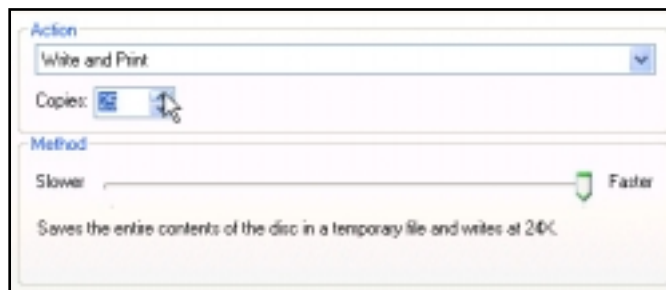 Action
Write and Print
Copies: 25
Method
Slower Faster
Saves the entire contents of the disc in a temporary file and writes at 24X.